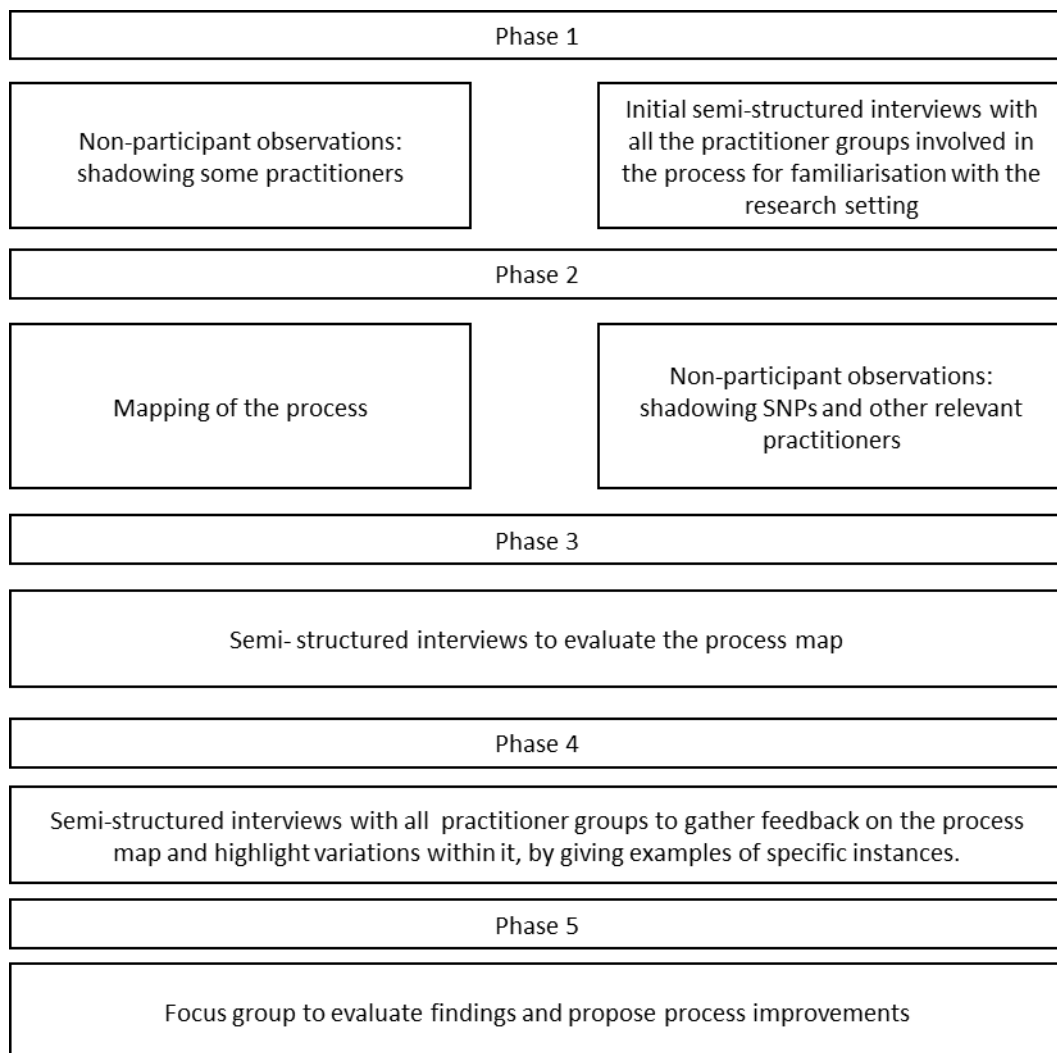 Phase 1
Non-participant observations:
shadowing some practitioners
Initial semi-structured interviews with
all the practitioner groups involved in
the process for familiarisation with the
research setting
Phase 2
Mapping of the process
Non-participant observations:
shadowing SNPs and other relevant
practitioners
Phase 3
Semi- structured interviews to evaluate the process map
Phase 4
Semi-structured interviews with all  practitioner groups to gather feedback on the process
map and highlight variations within it, by giving examples of specific instances.
Phase 5
Focus group to evaluate findings and propose process improvements